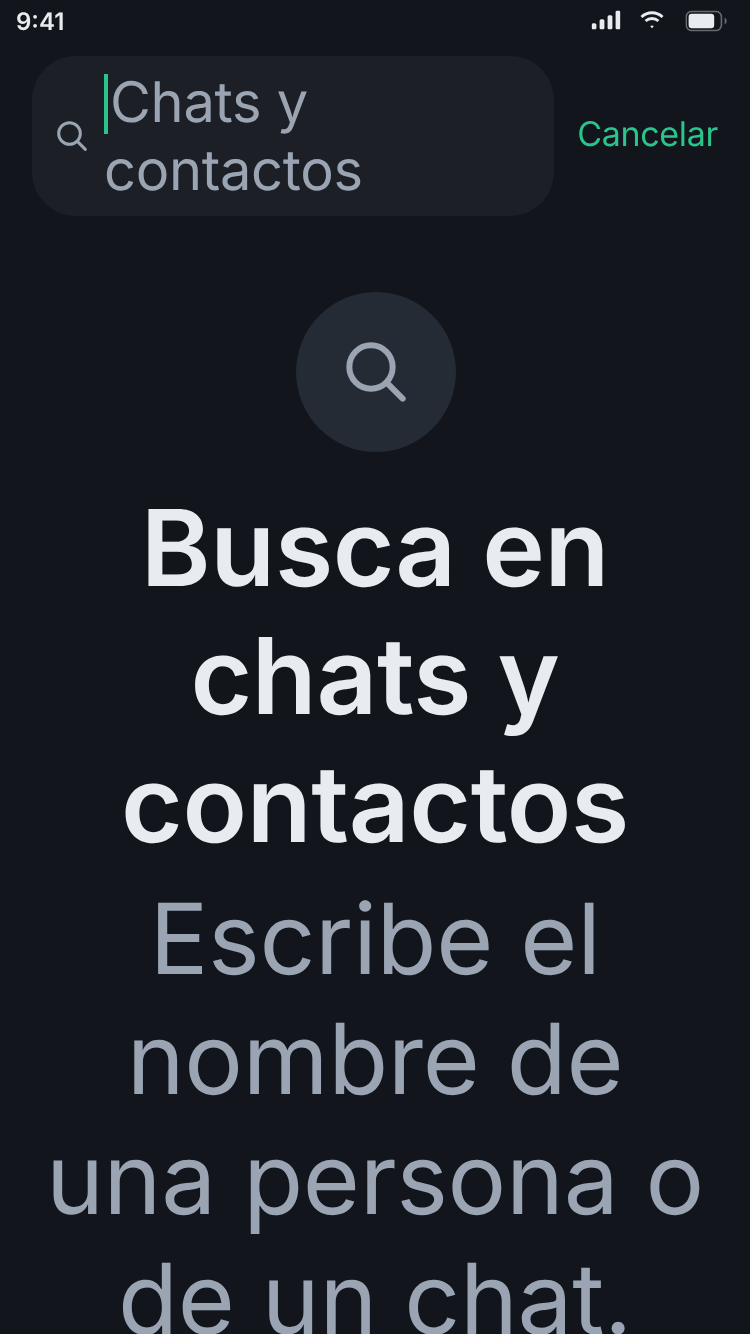 9:41
Chats y
contactos
Cancelar
Busca en
chats y
contactos
Escribe el
nombre de
una persona o
de un chat.